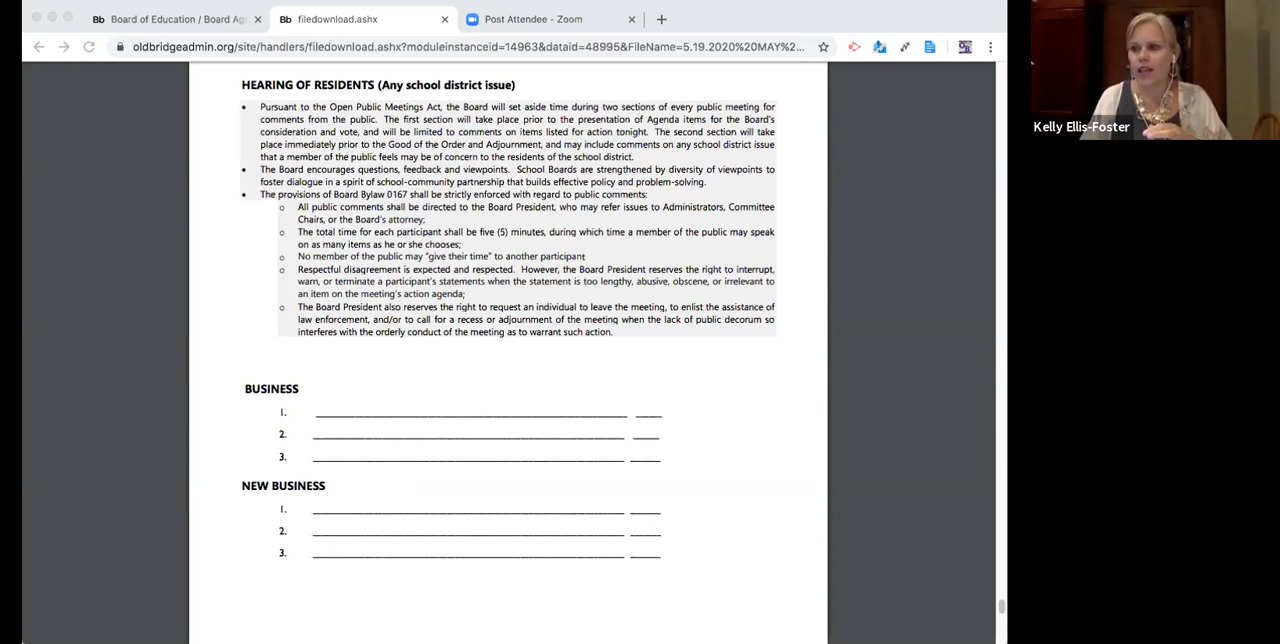 Bb Board of Education / Board Ag
Bb filedownload.ashx
Post Attendee - Zoom
oldbridgeadmin.org/site/handlers/filedownload.ashx?moduleinstanceid=14963&dataid=48995&FileName=5.19.2020%20MAY%2...
Kelly Ellis-Foster
HEARING OF RESIDENTS (Any school district issue)
• Pursuant to the Open Public Meetings Act, the Board will set aside time during two sections of every public meeting for
comments from the public. The first section will take place prior to the presentation of Agenda items for the Board's
consideration and vote, and will be limited to comments on items listed for action tonight. The second section will take
place immediately prior to the Good of the Order and Adjournment, and may include comments on any school district issue
that a member of the public feels may be of concern to the residents of the school district.
• The Board encourages questions, feedback and viewpoints. School Boards are strengthened by diversity of viewpoints to
foster dialogue in a spirit of school-community partnership that builds effective policy and problem-solving.
• The provisions of Board Bylaw 0167 shall be strictly enforced with regard to public comments:
o All public comments shall be directed to the Board President, who may refer issues to Administrators, Committee
Chairs, or the Board's attorney;
o The total time for each participant shall be five (5) minutes, during which time a member of the public may speak
on as many items as he or she chooses;
o No member of the public may "give their time" to another participant
o Respectful disagreement is expected and respected. However, the Board President reserves the right to interrupt,
warn, or terminate a participant's statements when the statement is too lengthy, abusive, obscene, or irrelevant to
an item on the meeting's action agenda;
o The Board President also reserves the right to request an individual to leave the meeting, to enlist the assistance of
law enforcement, and/or to call for a recess or adjournment of the meeting when the lack of public decorum so
interferes with the orderly conduct of the meeting as to warrant such action.
BUSINESS
1. ____
2. ____
3. ____
NEW BUSINESS
1. ____
2. ____
3. ____